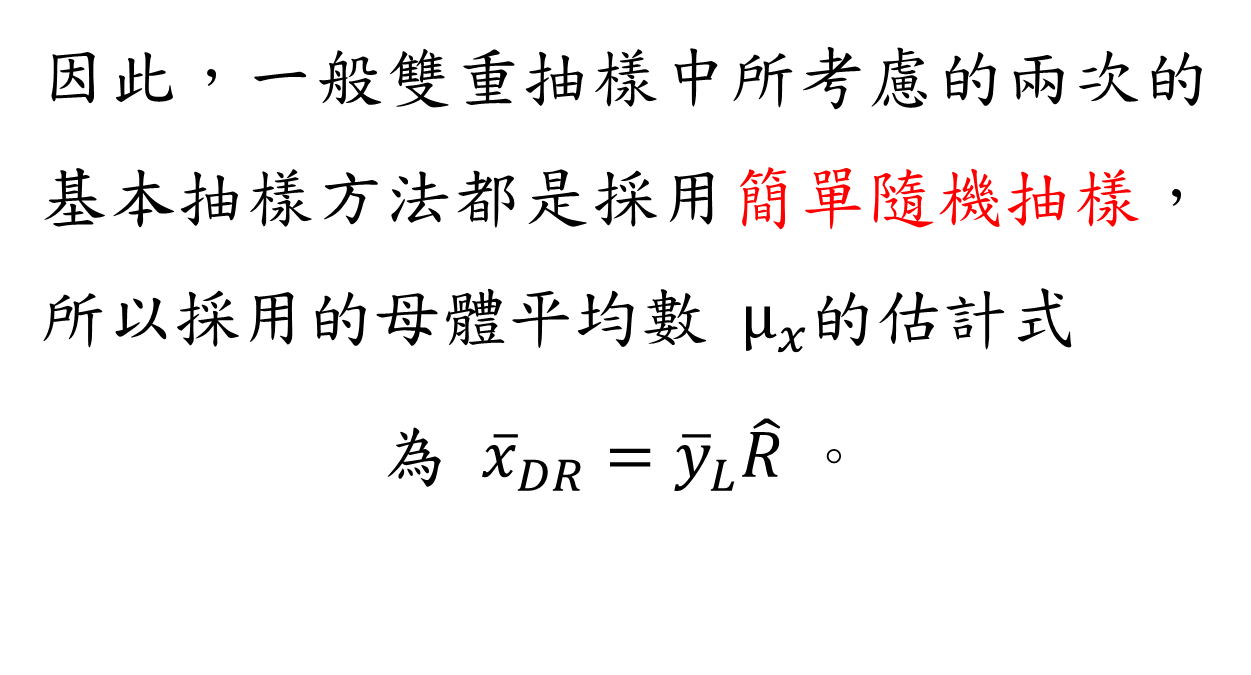 因此，一般雙重抽樣中所考慮的兩次的
基本抽樣方法都是採用簡單隨機抽樣，
所以採用的母體平均數 μₓ的估計式
為 x̄_{DR} = ȳ_L R̂ 。